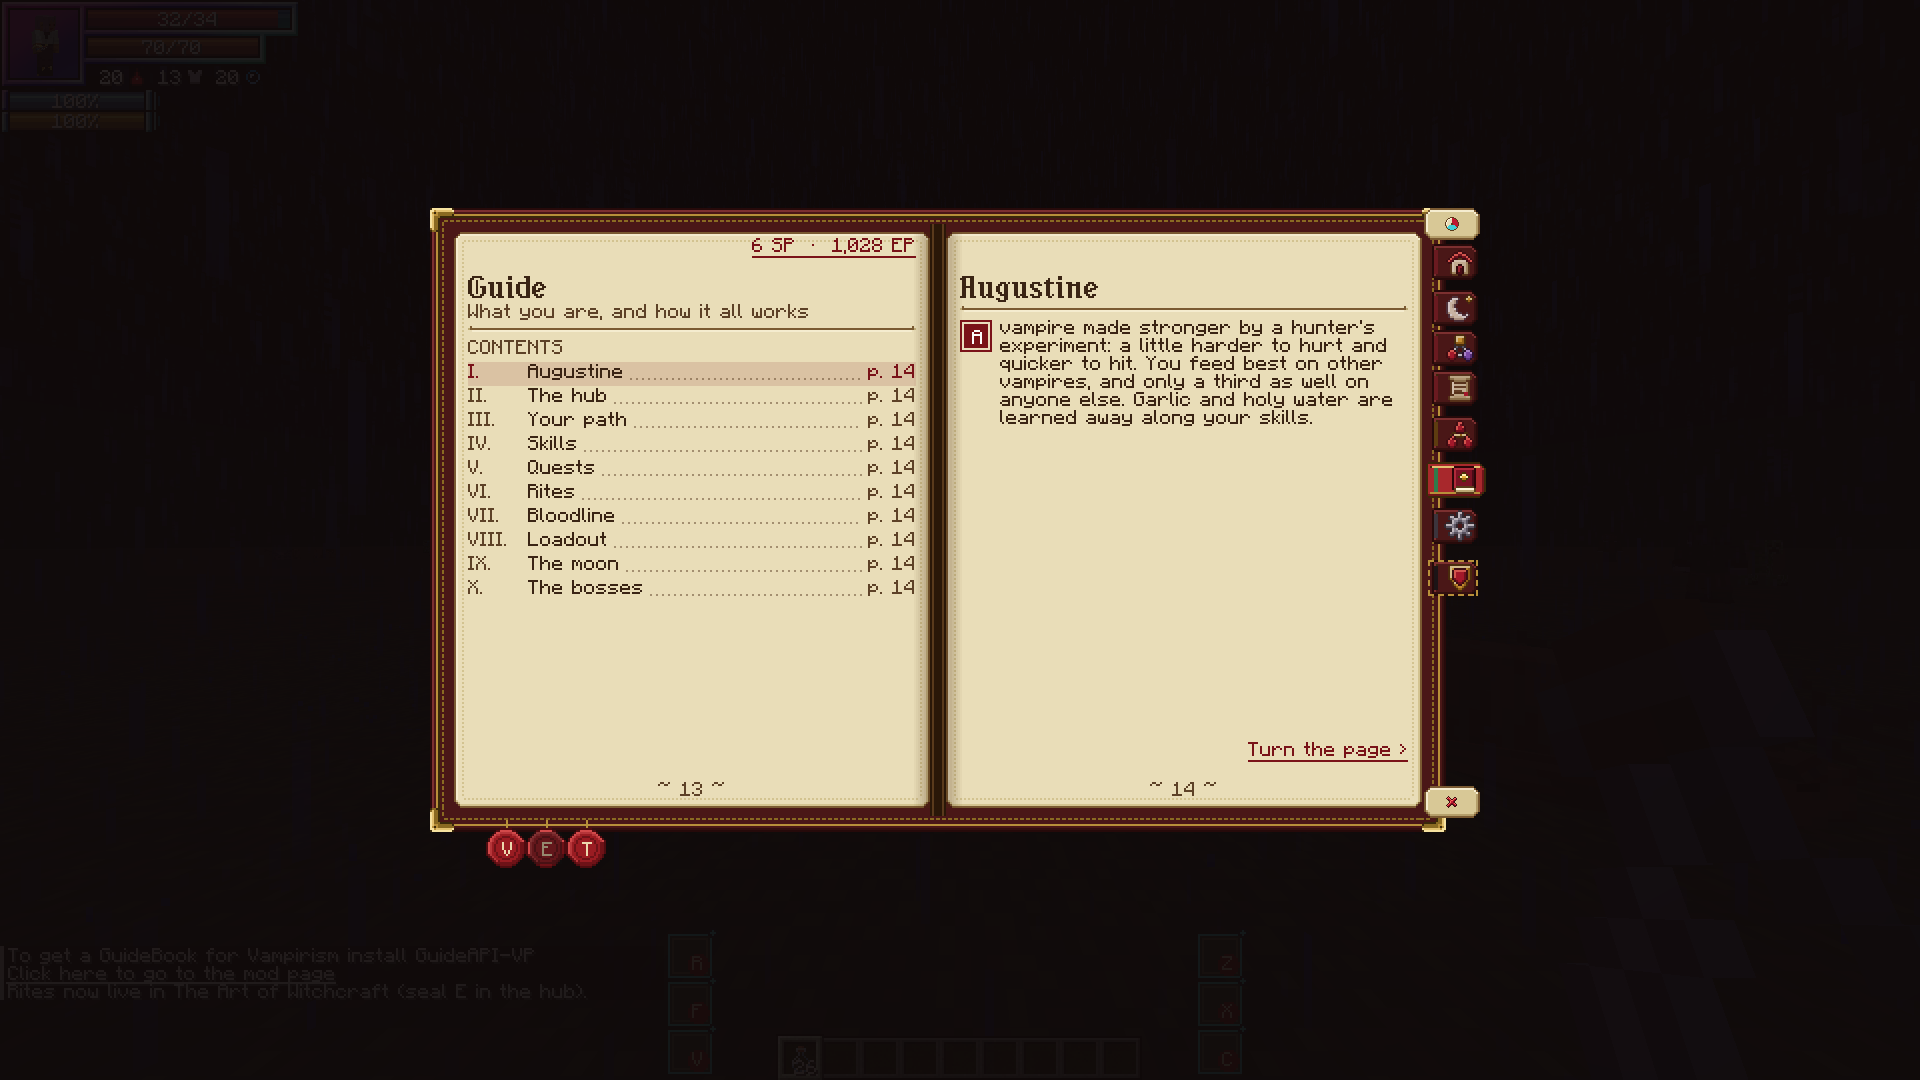 32/34
70/70
20 13 20
100%
100%
6 SP · 1,028 EP
Guide
What you are, and how it all works
CONTENTS
I. Augustine p. 14
II. The hub p. 14
III. Your path p. 14
IV. Skills p. 14
V. Quests p. 14
VI. Rites p. 14
VII. Bloodline p. 14
VIII. Loadout p. 14
IX. The moon p. 14
X. The bosses p. 14
~ 13 ~
Augustine
A vampire made stronger by a hunter's
experiment: a little harder to hurt and
quicker to hit. You feed best on other
vampires, and only a third as well on
anyone else. Garlic and holy water are
learned away along your skills.
Turn the page >
~ 14 ~
V E T
To get a GuideBook for Vampirism install GuideAPI-VP
Click here to go to the mod page
Rites now live in The Art of Witchcraft (seal E in the hub).
R
F
V
Z
X
C
26